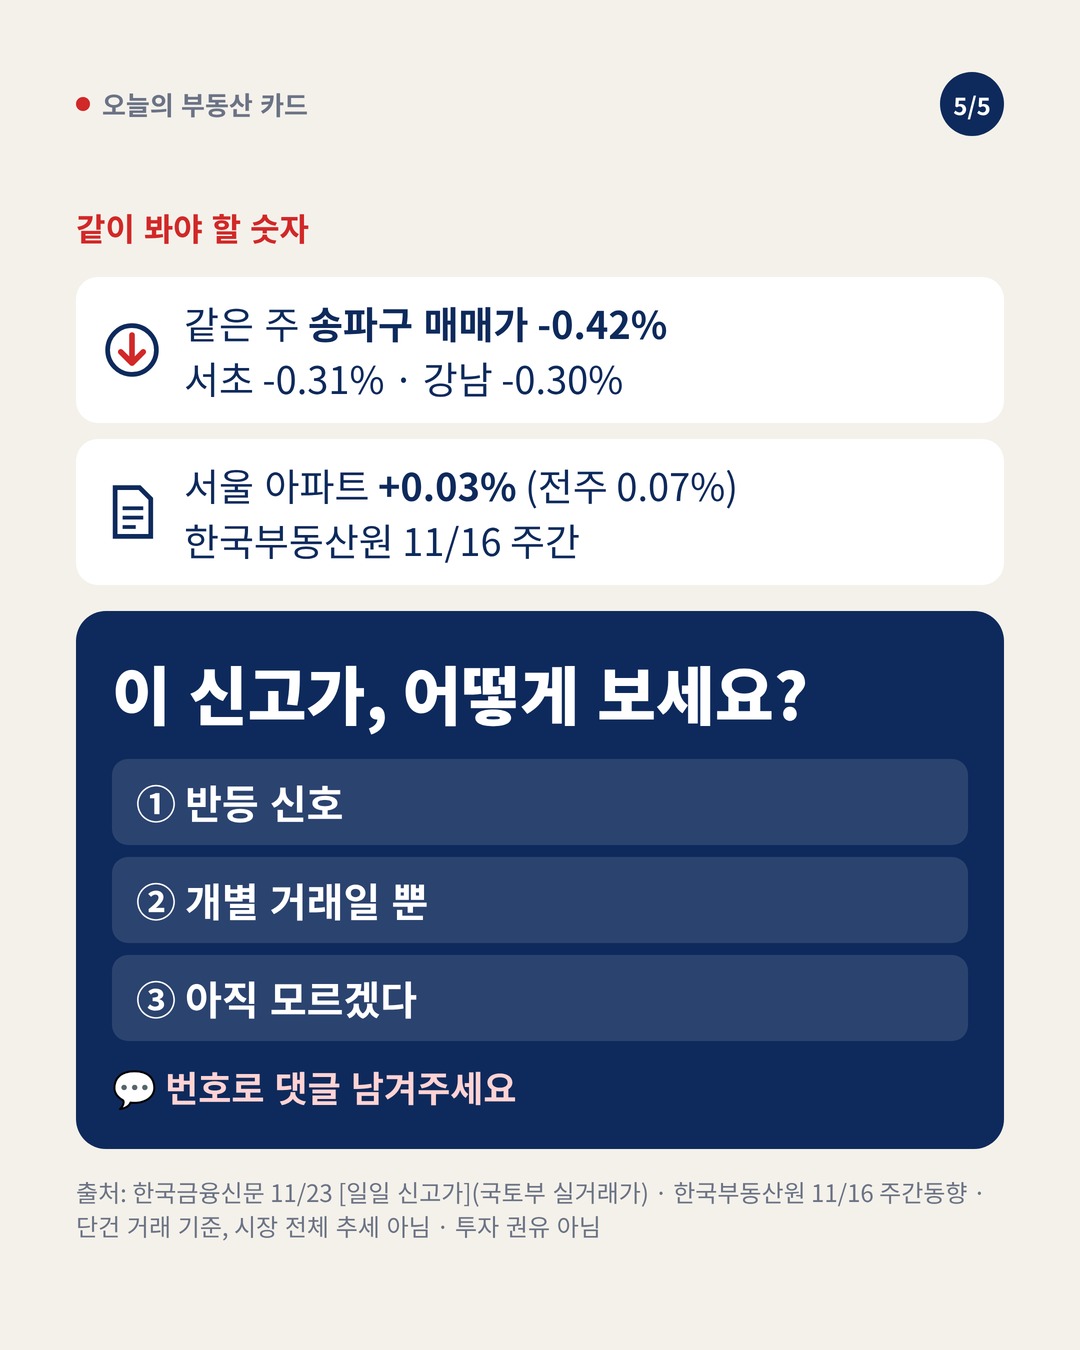 오늘의 부동산 카드
5/5
같이 봐야 할 숫자
같은 주 송파구 매매가 -0.42%
서초 -0.31% · 강남 -0.30%
서울 아파트 +0.03% (전주 0.07%)
한국부동산원 11/16 주간
이 신고가, 어떻게 보세요?
① 반등 신호
② 개별 거래일 뿐
③ 아직 모르겠다
💬 번호로 댓글 남겨주세요
출처: 한국금융신문 11/23 [일일 신고가](국토부 실거래가) · 한국부동산원 11/16 주간동향 ·
단건 거래 기준, 시장 전체 추세 아님 · 투자 권유 아님